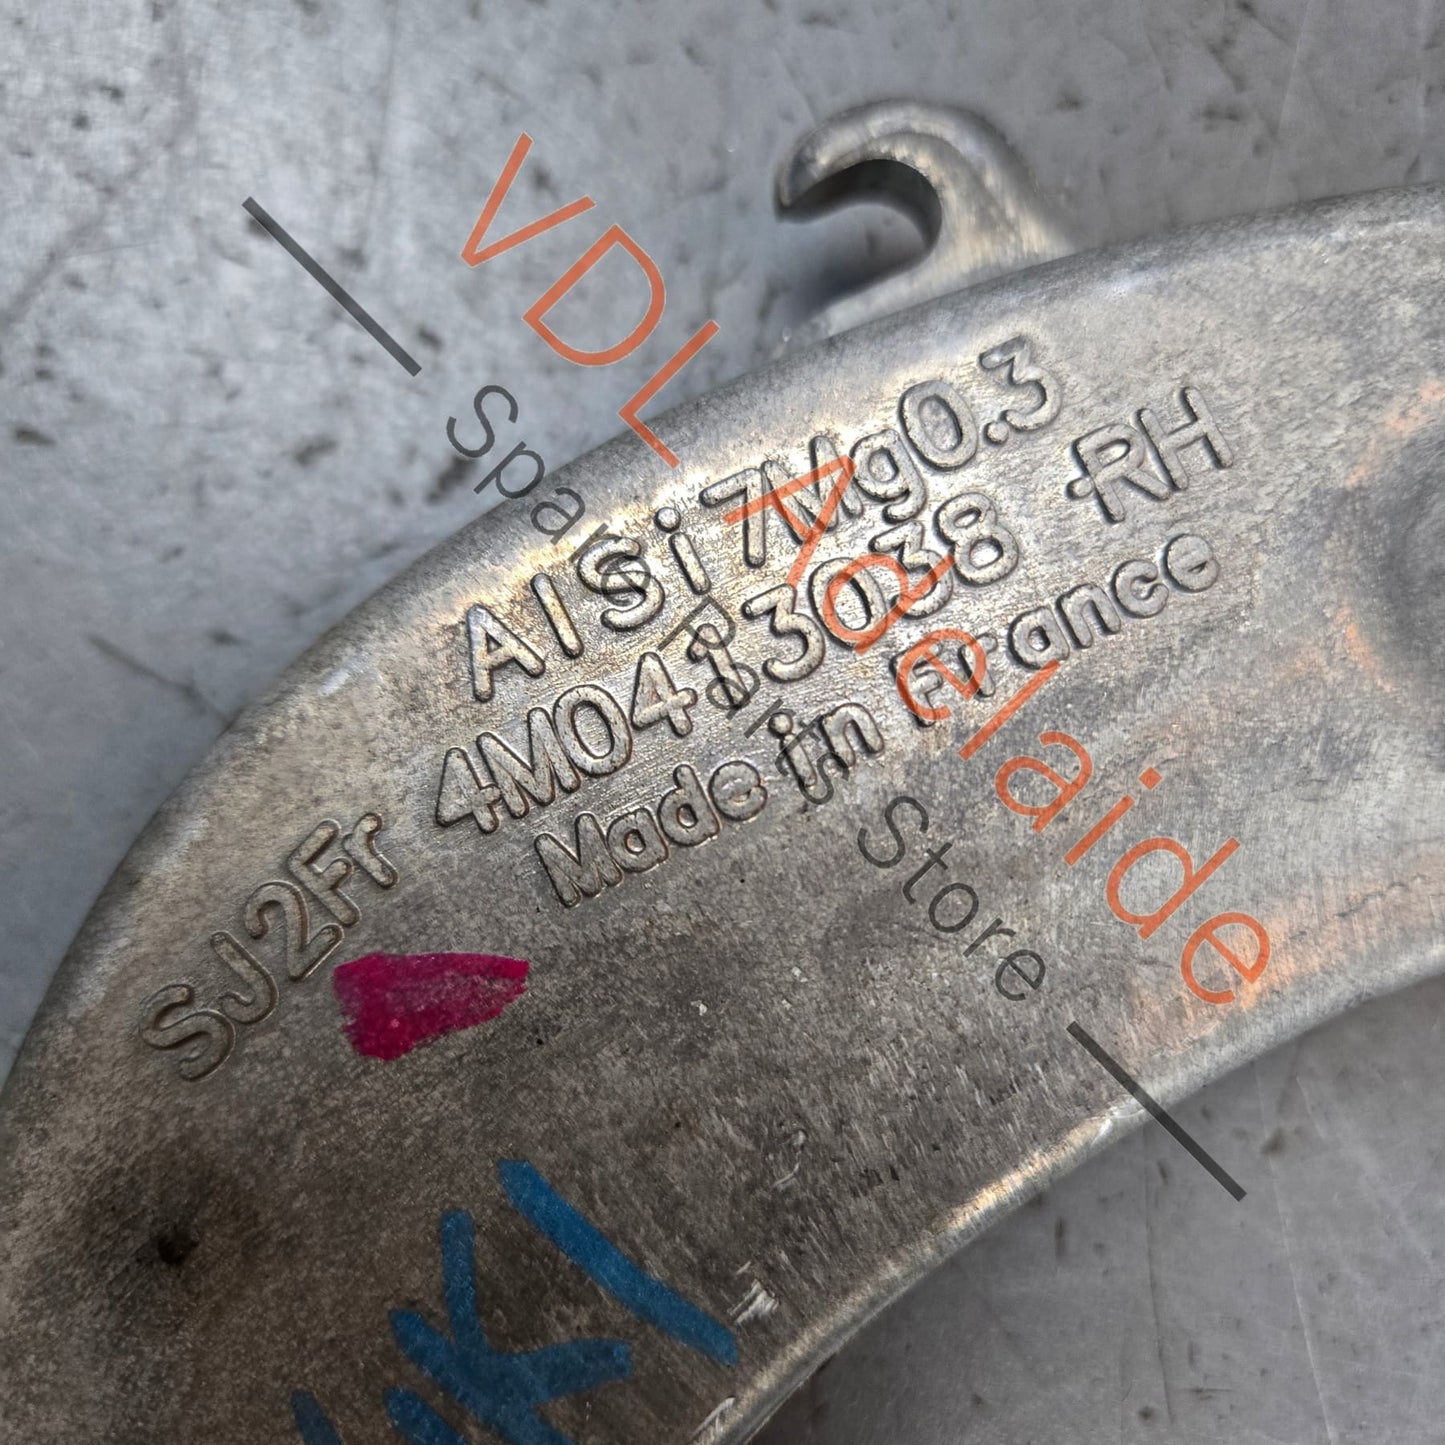 VDL Adelaide
Spare Parts Store
AlSi7Mg0.3
4M0413038 -RH
Made in France
SJ2Fr